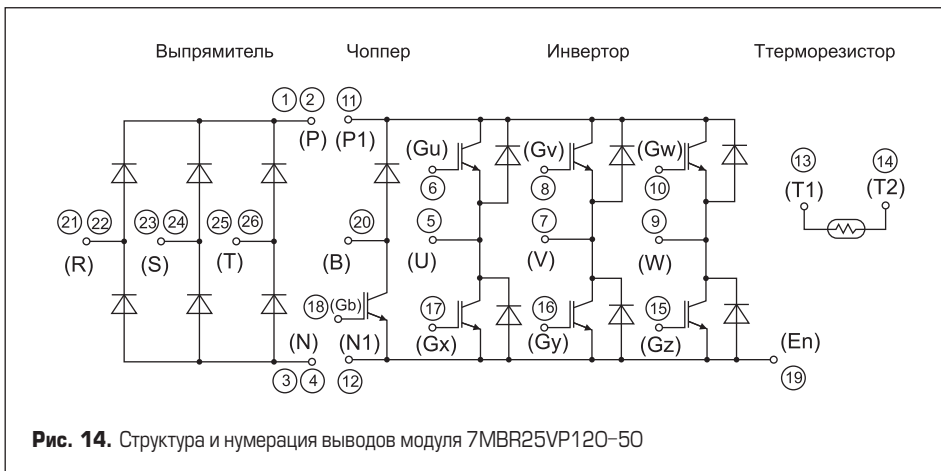 Выпрямитель Чоппер Инвертор Ттерморезистор
1 2 11
(P) (P1)
(Gu) (Gv) (Gw)
6 8 10
13 14
(T1) (T2)
21 22 23 24 25 26 20 5 7 9
(R) (S) (T) (B) (U) (V) (W)
18 (Gb) 17 16 15
(N) (N1) (Gx) (Gy) (Gz) (En)
3 4 12 19
Рис. 14. Структура и нумерация выводов модуля 7MBR25VP120–50